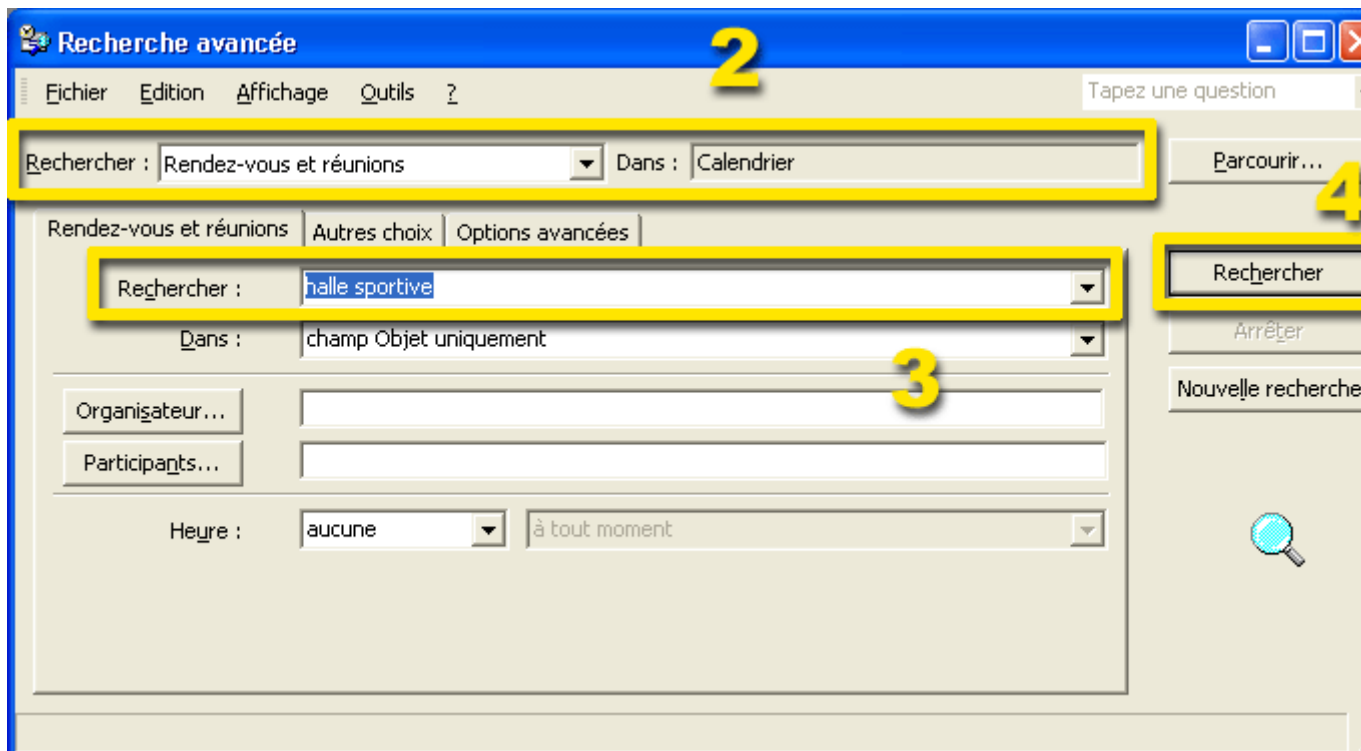 Recherche avancée
2
Fichier Edition Affichage Outils ? Tapez une question
Rechercher : Rendez-vous et réunions Dans : Calendrier Parcourir...
4
Rendez-vous et réunions Autres choix Options avancées
Rechercher : halle sportive Rechercher
Dans : champ Objet uniquement Arrêter
3
Organisateur... Nouvelle recherche
Participants...
Heure : aucune à tout moment